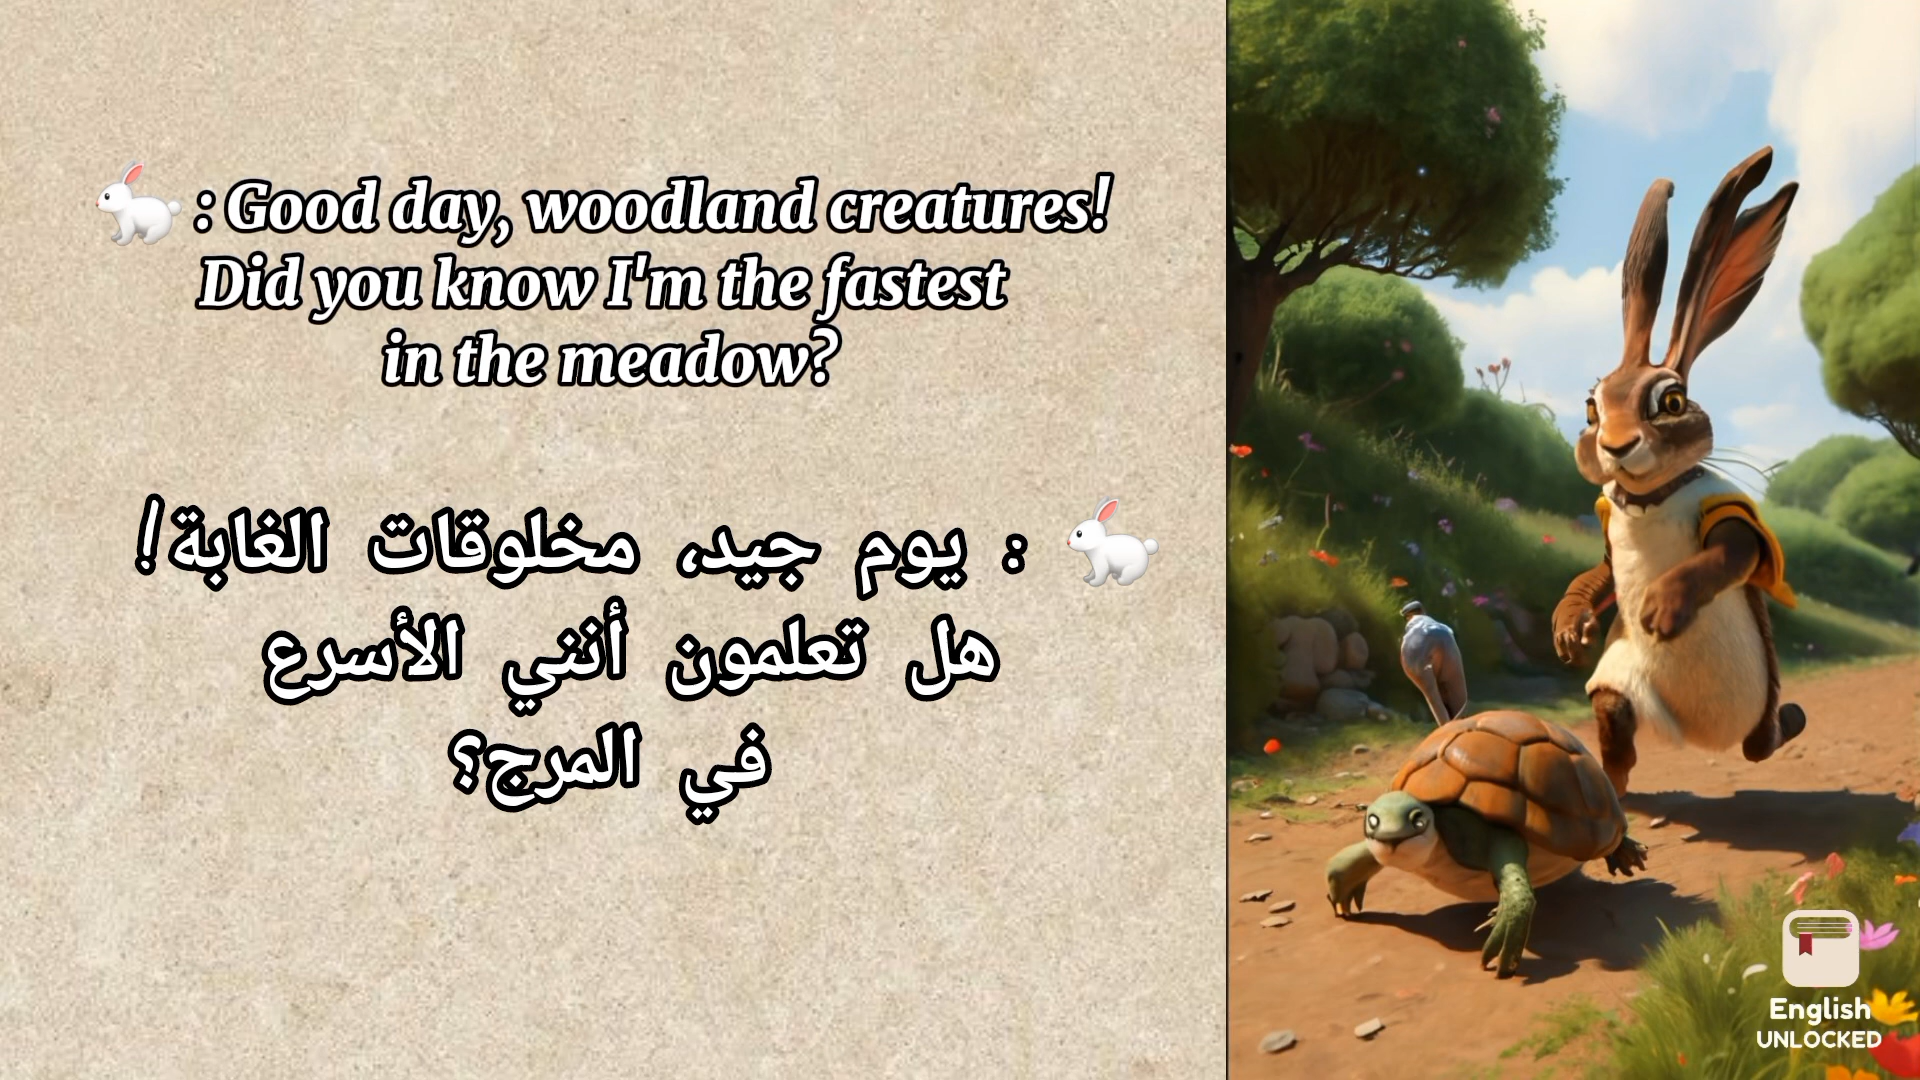 🐇 : Good day, woodland creatures!
Did you know I'm the fastest
in the meadow?
🐇 : يوم جيد، مخلوقات الغابة!
هل تعلمون أنني الأسرع
في المرج؟
English
UNLOCKED